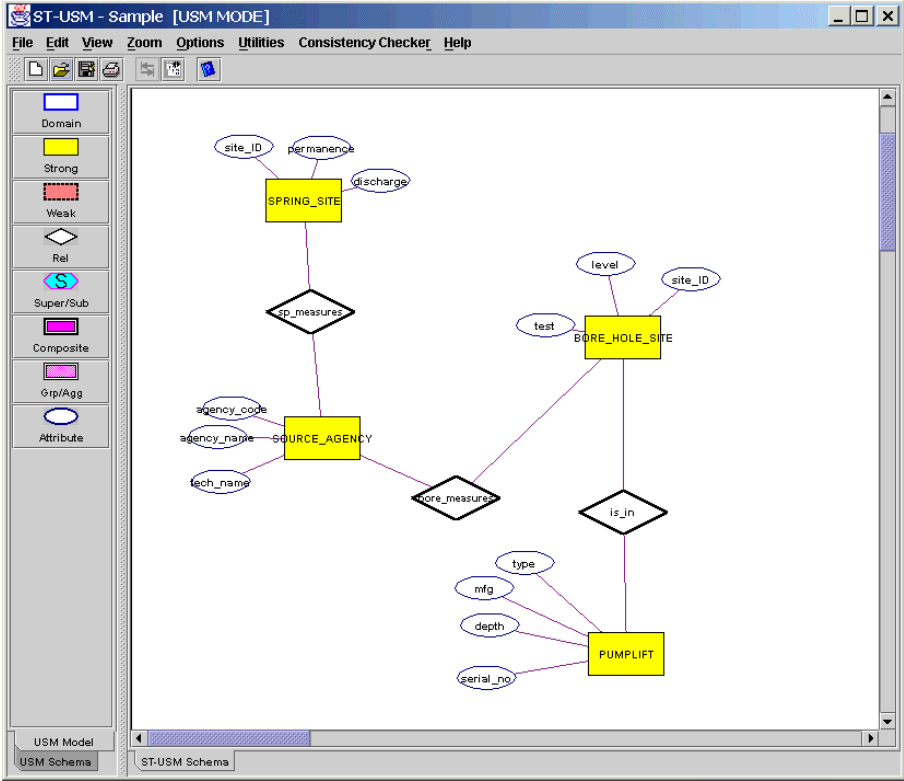 ST-USM - Sample [USM MODE]
File Edit View Zoom Options Utilities Consistency Checker Help
Domain
Strong
Weak
Rel
S
Super/Sub
Composite
Grp/Agg
Attribute
site_ID
permanence
discharge
SPRING_SITE
sp_measures
level
site_ID
test
BORE_HOLE_SITE
agency_code
agency_name
SOURCE_AGENCY
tech_name
bore_measures
is_in
type
mfg
depth
serial_no
PUMPLIFT
USM Model
USM Schema
ST-USM Schema